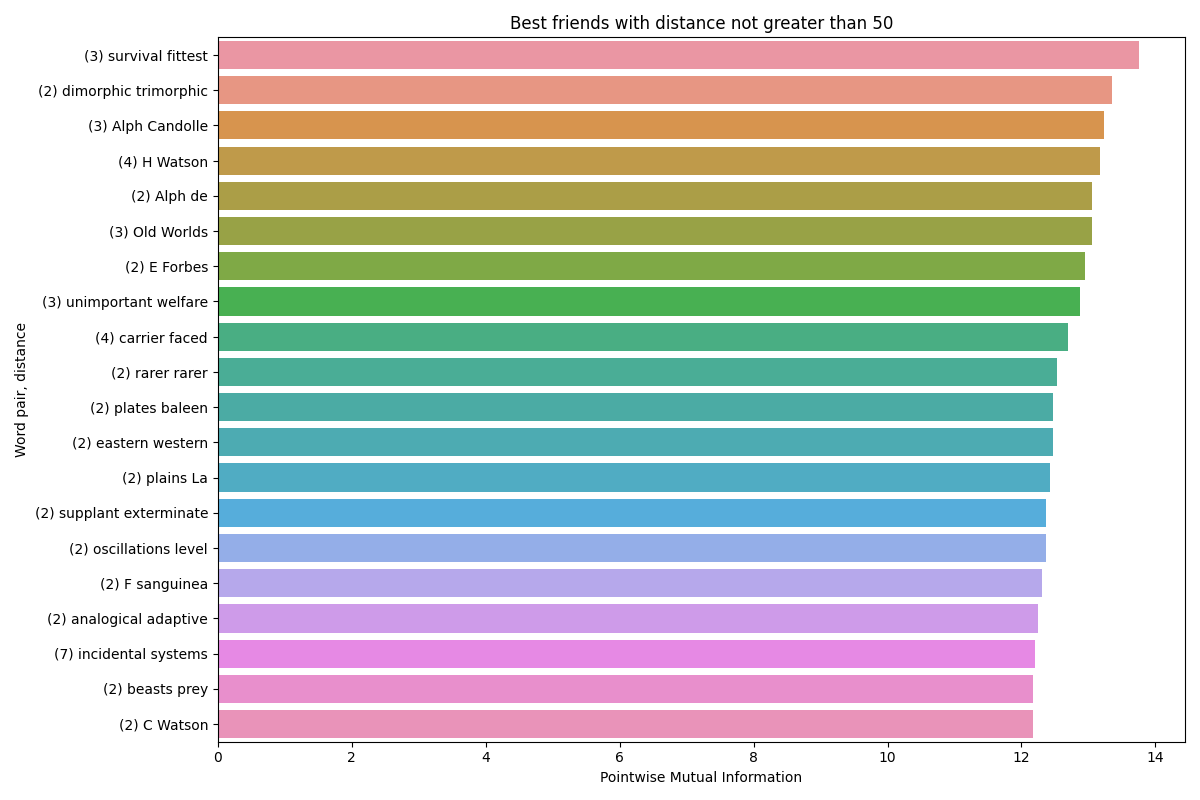 Best friends with distance not greater than 50
Word pair, distance
(3) survival fittest
(2) dimorphic trimorphic
(3) Alph Candolle
(4) H Watson
(2) Alph de
(3) Old Worlds
(2) E Forbes
(3) unimportant welfare
(4) carrier faced
(2) rarer rarer
(2) plates baleen
(2) eastern western
(2) plains La
(2) supplant exterminate
(2) oscillations level
(2) F sanguinea
(2) analogical adaptive
(7) incidental systems
(2) beasts prey
(2) C Watson
0 2 4 6 8 10 12 14
Pointwise Mutual Information